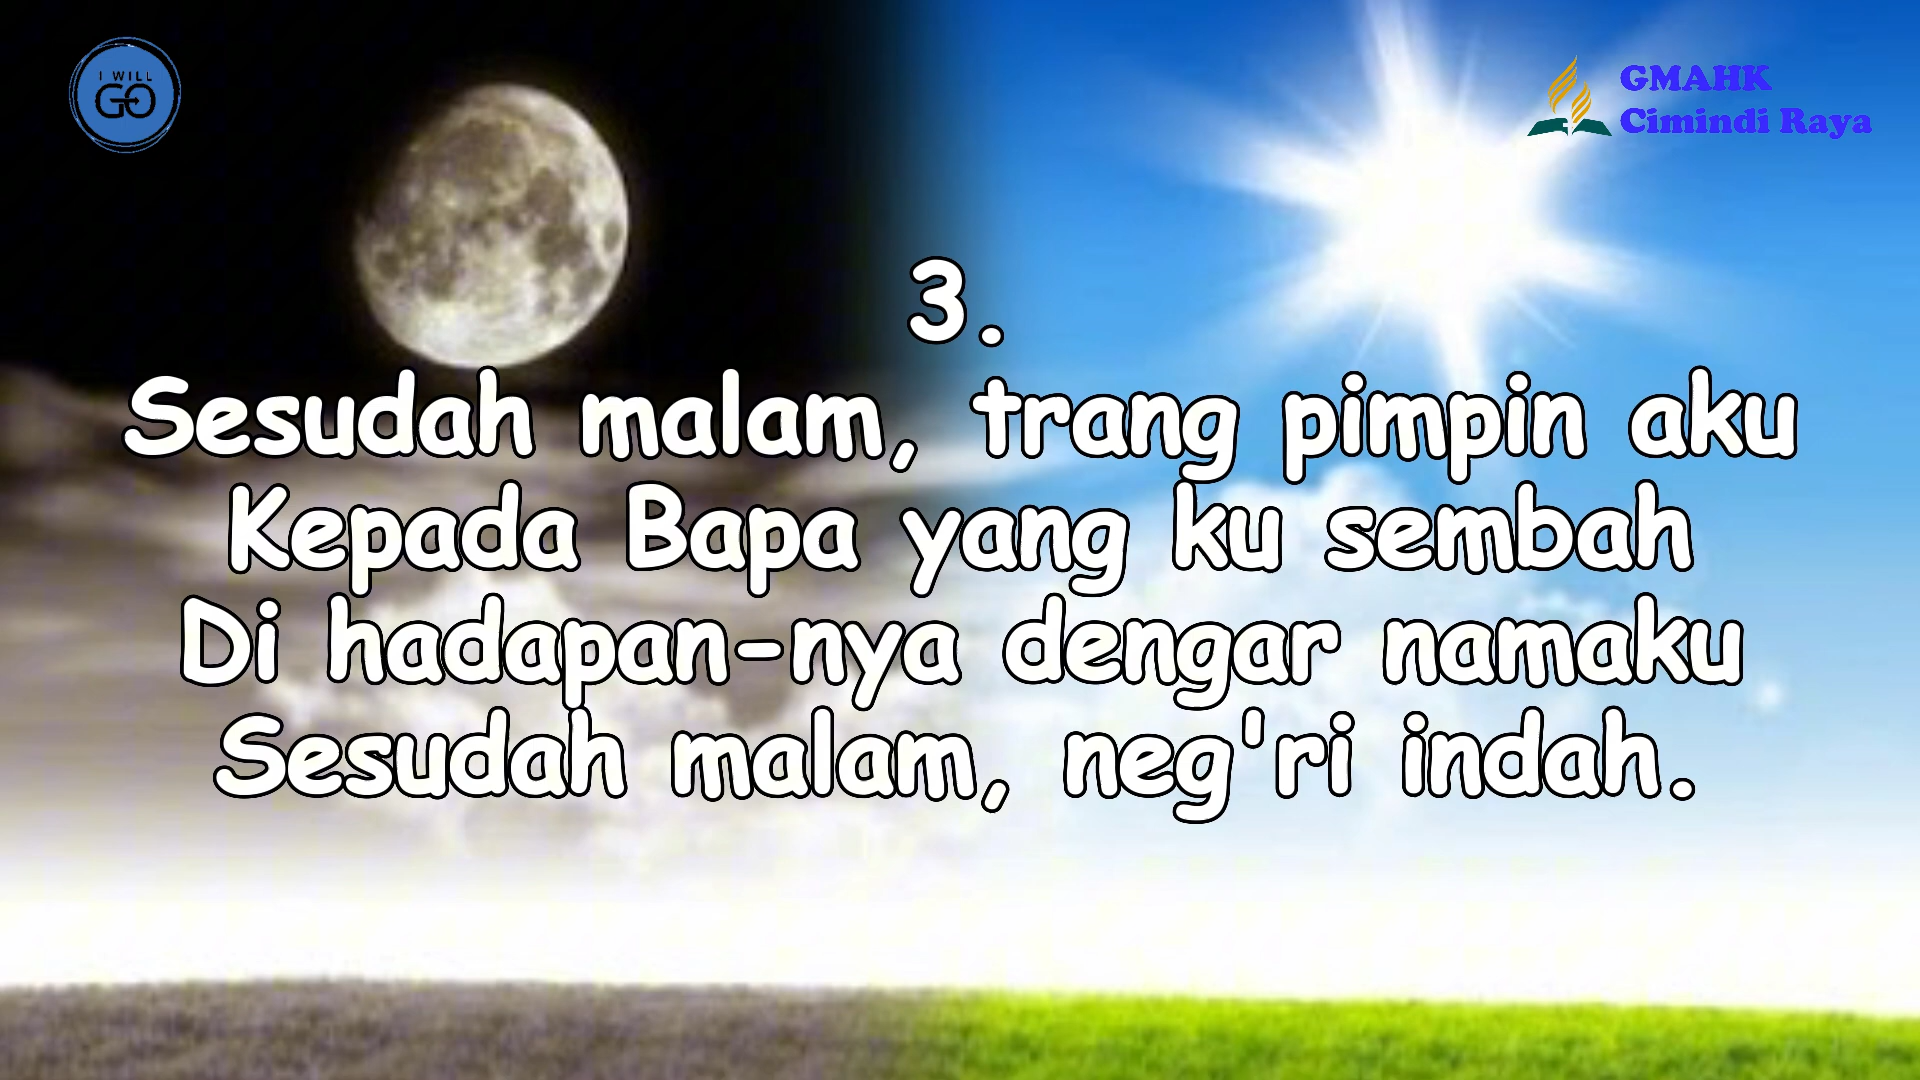 I WILL
GO
GMAHK
Cimindi Raya
3.
Sesudah malam, trang pimpin aku
Kepada Bapa yang ku sembah
Di hadapan-nya dengar namaku
Sesudah malam, neg'ri indah.